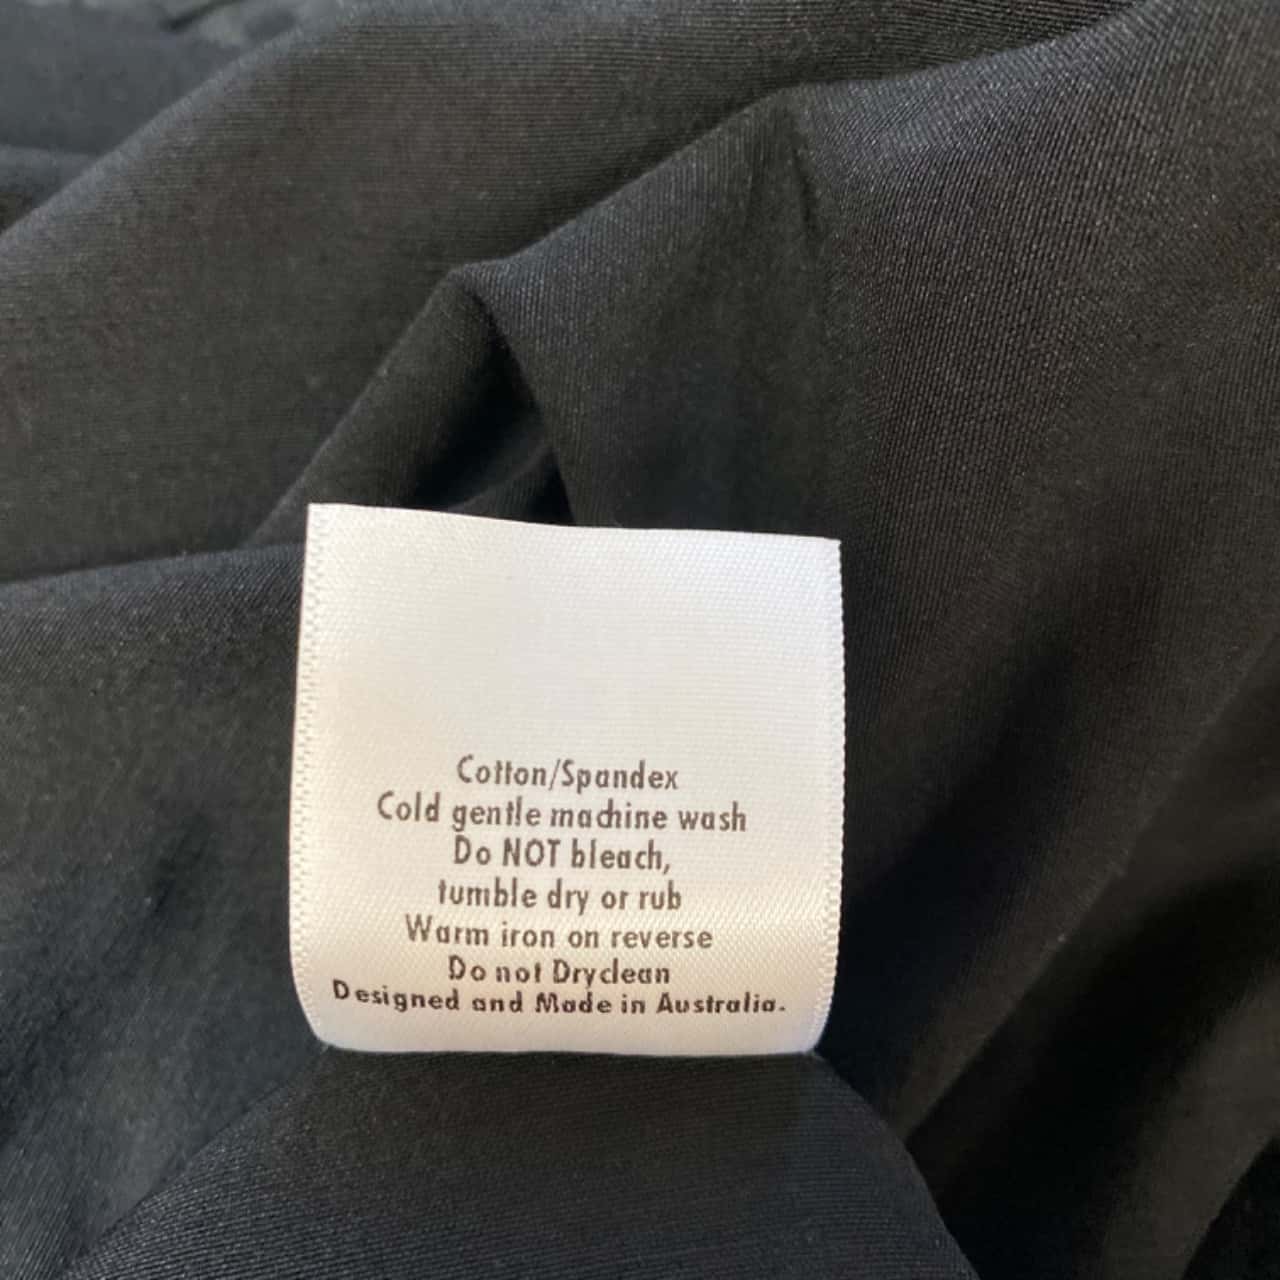 Cotton/Spandex
Cold gentle machine wash
Do NOT bleach,
tumble dry or rub
Warm iron on reverse
Do not Dryclean
Designed and Made in Australia.